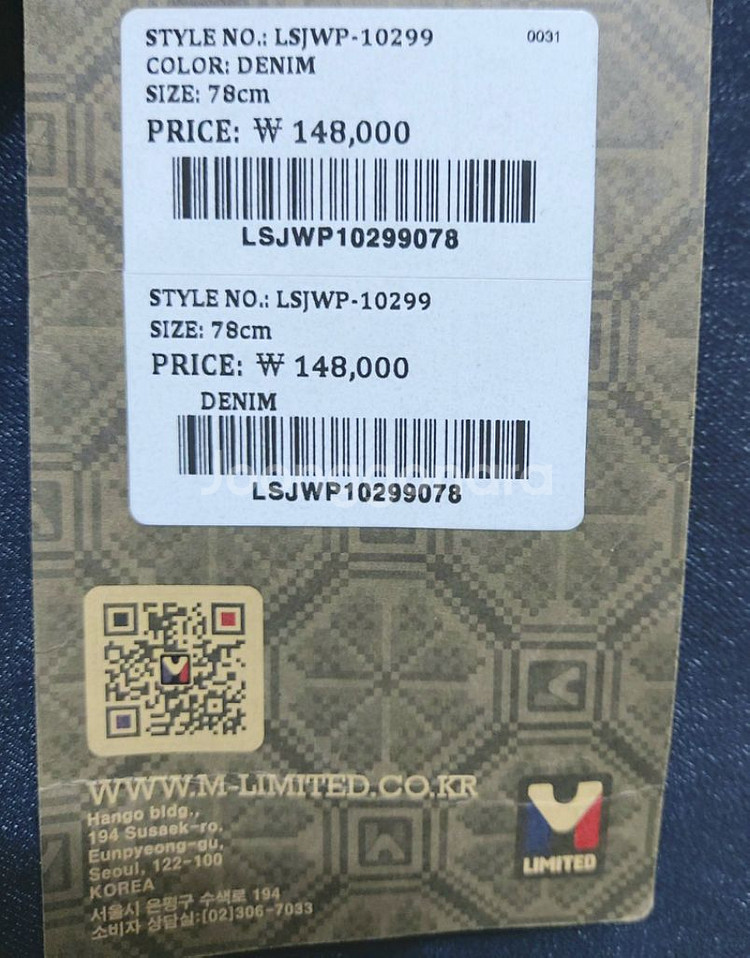 STYLE NO.: LSJWP-10299 0031
COLOR: DENIM
SIZE: 78cm
PRICE: ₩ 148,000
LSJWP10299078
STYLE NO.: LSJWP-10299
SIZE: 78cm
PRICE: ₩ 148,000
DENIM
Joonggonara
LSJWP10299078
WWW.M-LIMITED.CO.KR
Hango bldg.,
194 Susaek-ro,
Eunpyeong-gu,
Seoul, 122-100
KOREA
서울시 은평구 수색로 194
소비자 상담실:(02)306-7033
M
LIMITED